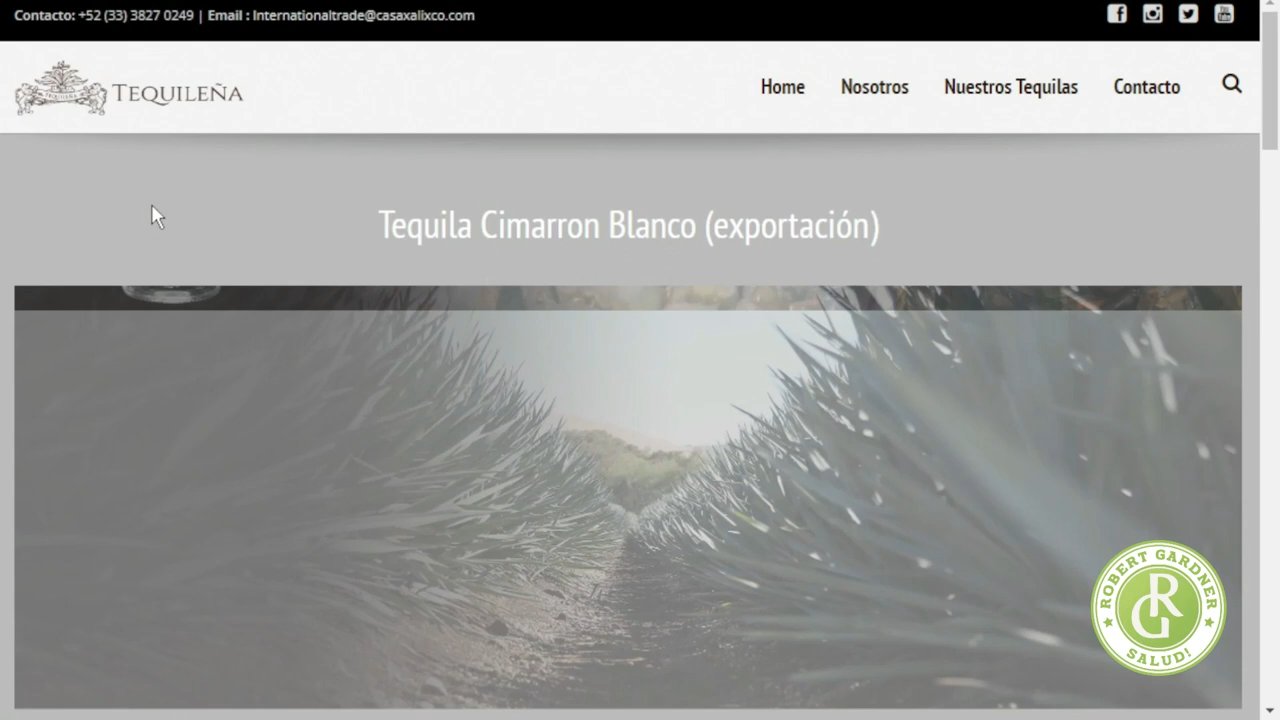 Contacto: +52 (33) 3827 0249 | Email : Internationaltrade@casaxalixco.com
TEQUILEÑA
Home Nosotros Nuestros Tequilas Contacto
Tequila Cimarron Blanco (exportación)
ROBERT GARDNER
RG
SALUD!